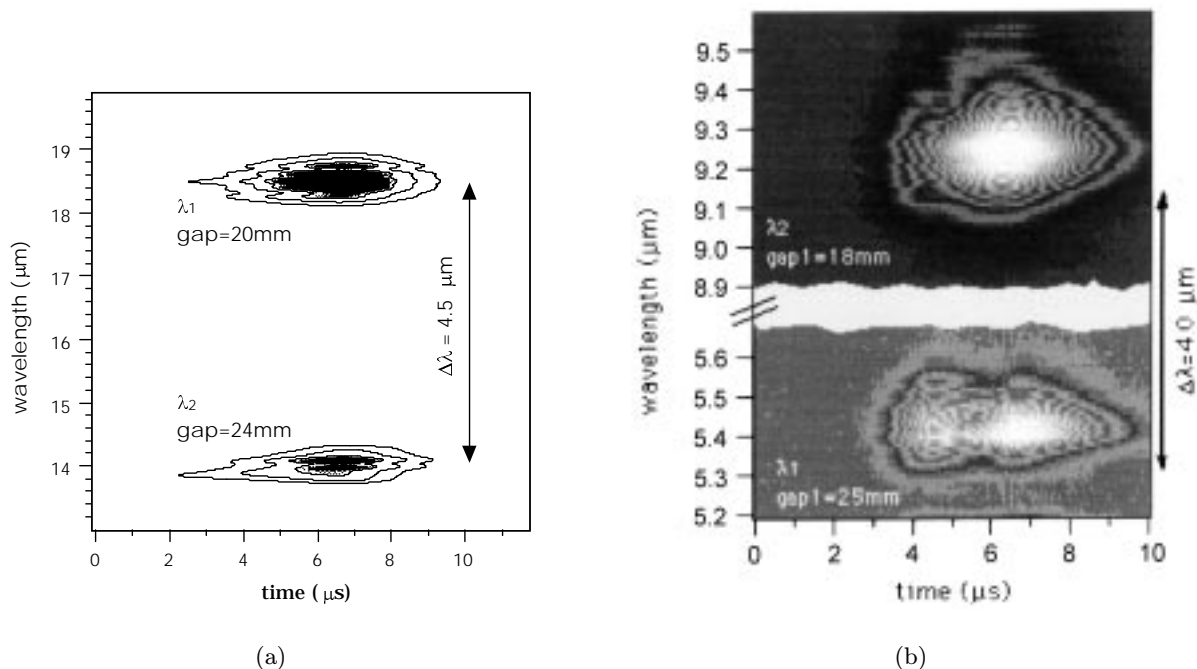 19
18
17
16
15
14
wavelength (μm)
λ1
gap=20mm
Δλ = 4.5 μm
λ2
gap=24mm
0 2 4 6 8 10
time (μs)
(a)
9.5
9.4
9.3
9.2
9.1
9.0
8.9
5.6
5.5
5.4
5.3
5.2
wavelength (μm)
λ2
gap1=18mm
Δλ=4.0 μm
λ1
gap1=25mm
0 2 4 6 8 10
time (μs)
(b)